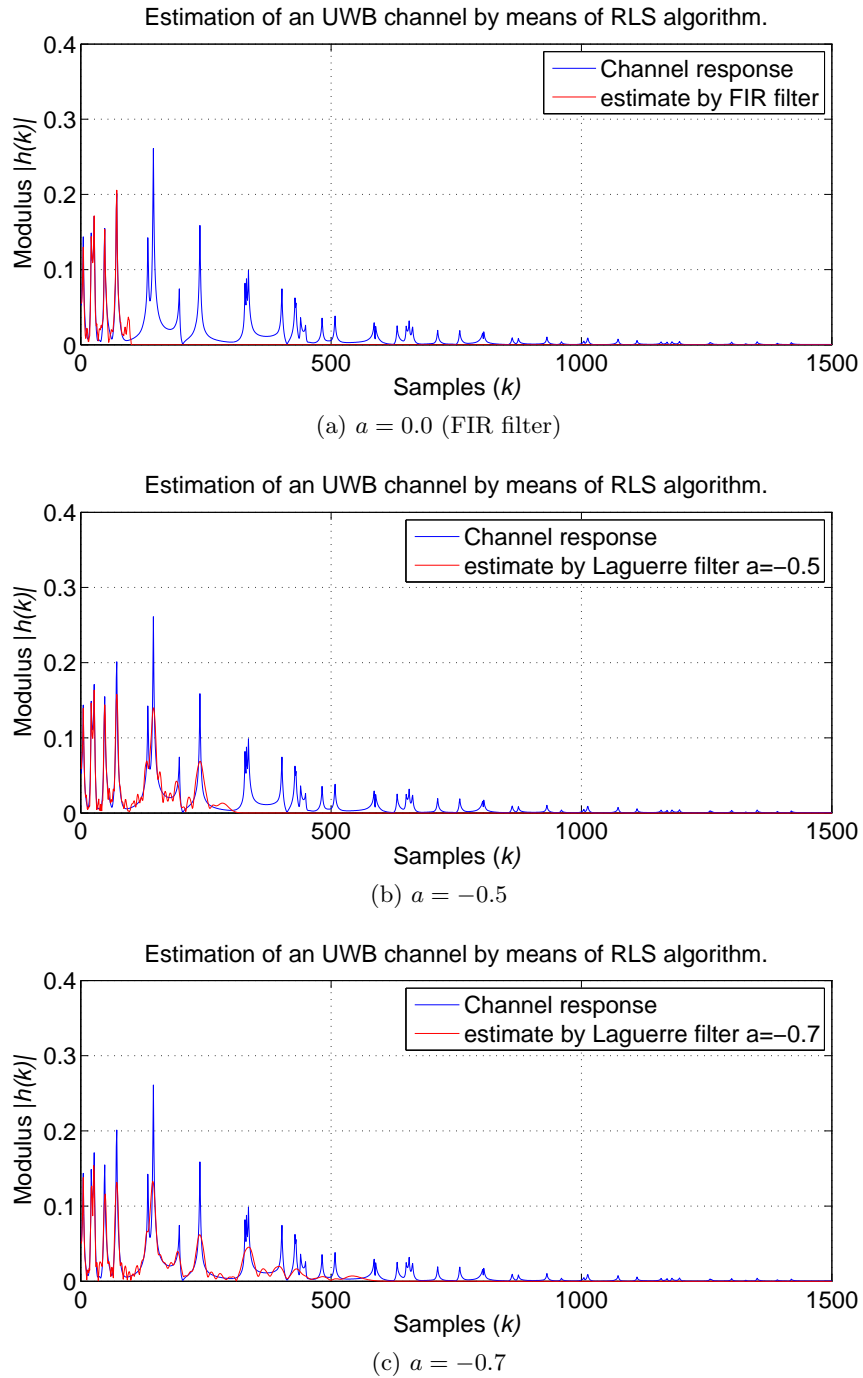 Estimation of an UWB channel by means of RLS algorithm.
0.4
0.3
0.2
0.1
0
Modulus |h(k)|
Channel response
estimate by FIR filter
0 500 1000 1500
Samples (k)
(a) a = 0.0 (FIR filter)
Estimation of an UWB channel by means of RLS algorithm.
0.4
0.3
0.2
0.1
0
Modulus |h(k)|
Channel response
estimate by Laguerre filter a=−0.5
0 500 1000 1500
Samples (k)
(b) a = −0.5
Estimation of an UWB channel by means of RLS algorithm.
0.4
0.3
0.2
0.1
0
Modulus |h(k)|
Channel response
estimate by Laguerre filter a=−0.7
0 500 1000 1500
Samples (k)
(c) a = −0.7